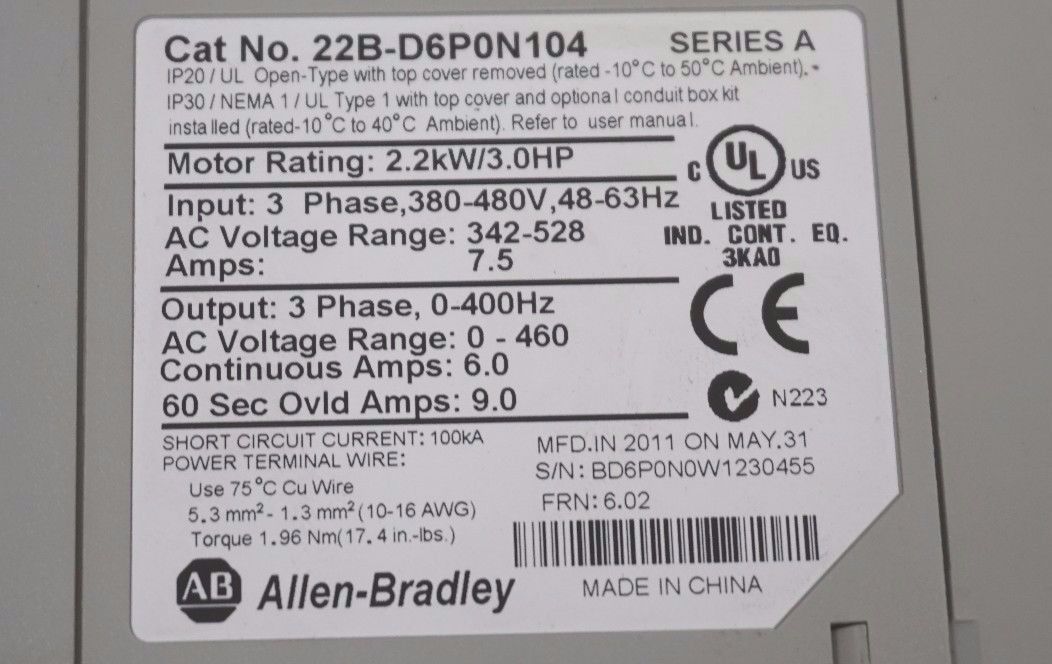 Cat No. 22B-D6P0N104 SERIES A
IP20 / UL Open-Type with top cover removed (rated -10°C to 50°C Ambient).
IP30 / NEMA 1 / UL Type 1 with top cover and optional conduit box kit
installed (rated-10°C to 40°C Ambient). Refer to user manual.
Motor Rating: 2.2kW/3.0HP
C UL US
LISTED
IND. CONT. EQ.
3KA0
Input: 3 Phase,380-480V,48-63Hz
AC Voltage Range: 342-528
Amps: 7.5
CE
Output: 3 Phase, 0-400Hz
AC Voltage Range: 0 - 460
Continuous Amps: 6.0
60 Sec Ovld Amps: 9.0
N223
SHORT CIRCUIT CURRENT: 100kA
POWER TERMINAL WIRE:
Use 75°C Cu Wire
5.3 mm²- 1.3 mm² (10-16 AWG)
Torque 1.96 Nm(17.4 in.-lbs.)
MFD.IN 2011 ON MAY.31
S/N: BD6P0N0W1230455
FRN: 6.02
AB Allen-Bradley
MADE IN CHINA